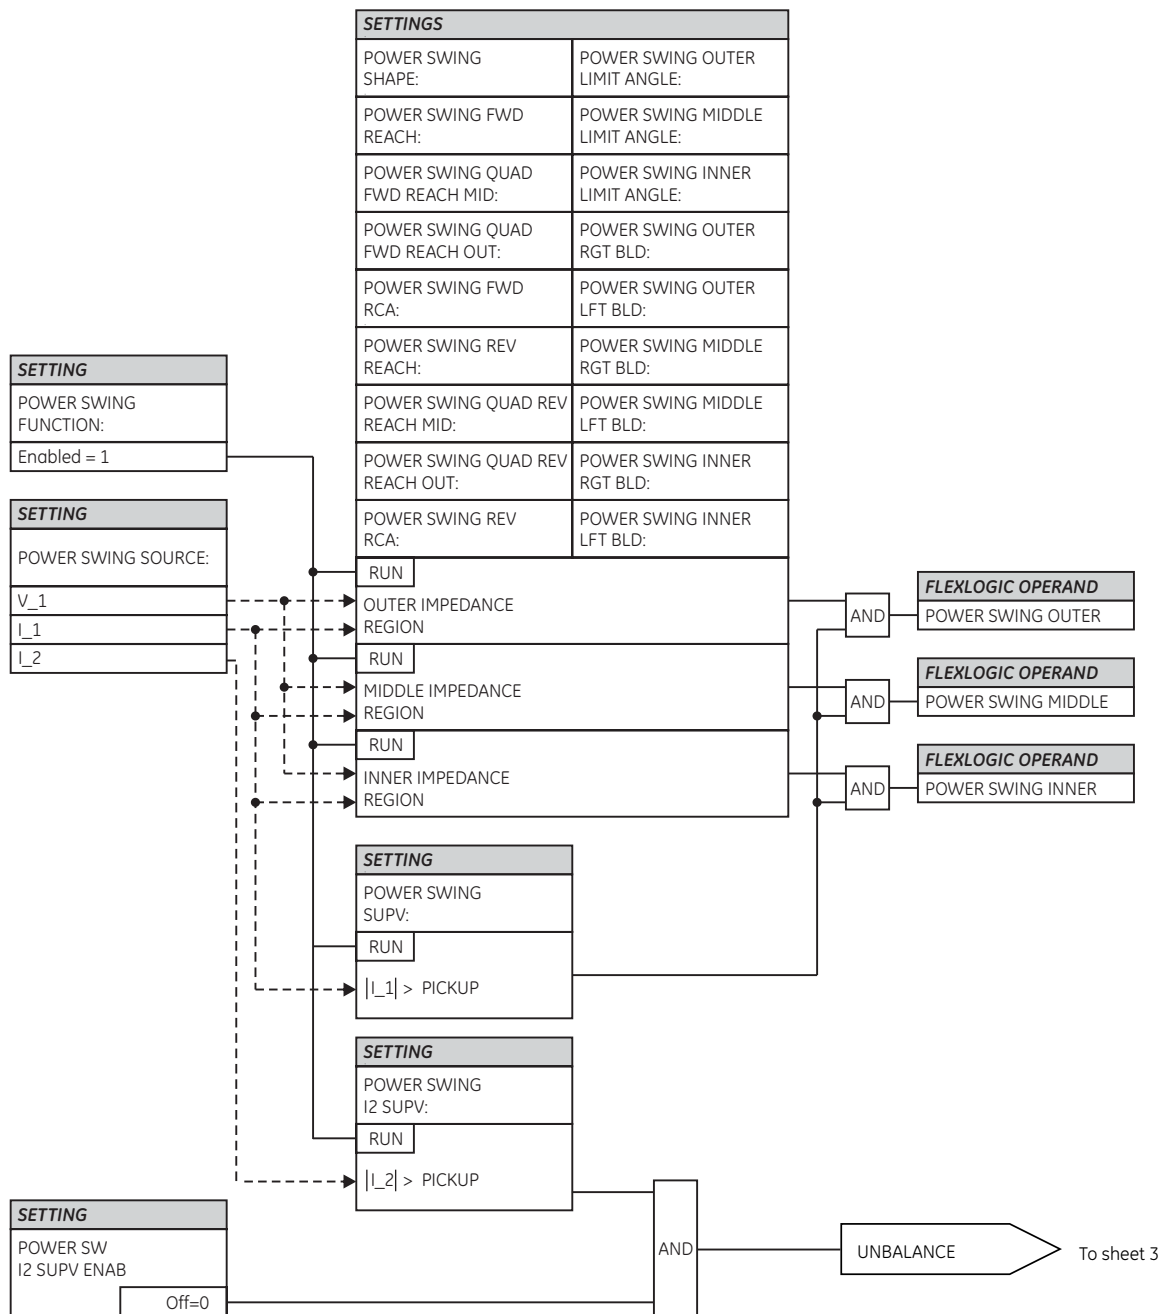 SETTINGS
POWER SWING
SHAPE:
POWER SWING OUTER
LIMIT ANGLE:
POWER SWING FWD
REACH:
POWER SWING MIDDLE
LIMIT ANGLE:
POWER SWING QUAD
FWD REACH MID:
POWER SWING INNER
LIMIT ANGLE:
POWER SWING QUAD
FWD REACH OUT:
POWER SWING OUTER
RGT BLD:
POWER SWING FWD
RCA:
POWER SWING OUTER
LFT BLD:
POWER SWING REV
REACH:
POWER SWING MIDDLE
RGT BLD:
POWER SWING QUAD REV
REACH MID:
POWER SWING MIDDLE
LFT BLD:
POWER SWING QUAD REV
REACH OUT:
POWER SWING INNER
RGT BLD:
POWER SWING REV
RCA:
POWER SWING INNER
LFT BLD:
SETTING
POWER SWING
FUNCTION:
Enabled = 1
SETTING
POWER SWING SOURCE:
V_1
I_1
I_2
RUN
OUTER IMPEDANCE
REGION
RUN
MIDDLE IMPEDANCE
REGION
RUN
INNER IMPEDANCE
REGION
AND
FLEXLOGIC OPERAND
POWER SWING OUTER
AND
FLEXLOGIC OPERAND
POWER SWING MIDDLE
AND
FLEXLOGIC OPERAND
POWER SWING INNER
SETTING
POWER SWING
SUPV:
RUN
|I_1| > PICKUP
SETTING
POWER SWING
I2 SUPV:
RUN
|I_2| > PICKUP
SETTING
POWER SW
I2 SUPV ENAB
Off=0
AND
UNBALANCE
To sheet 3